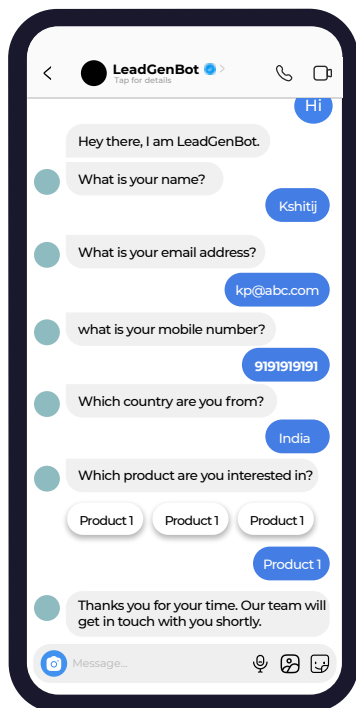 LeadGenBot
Tap for details
Hi
Hey there, I am LeadGenBot.
What is your name?
Kshitij
What is your email address?
kp@abc.com
what is your mobile number?
9191919191
Which country are you from?
India
Which product are you interested in?
Product 1 Product 1 Product 1
Product 1
Thanks you for your time. Our team will
get in touch with you shortly.
Message...